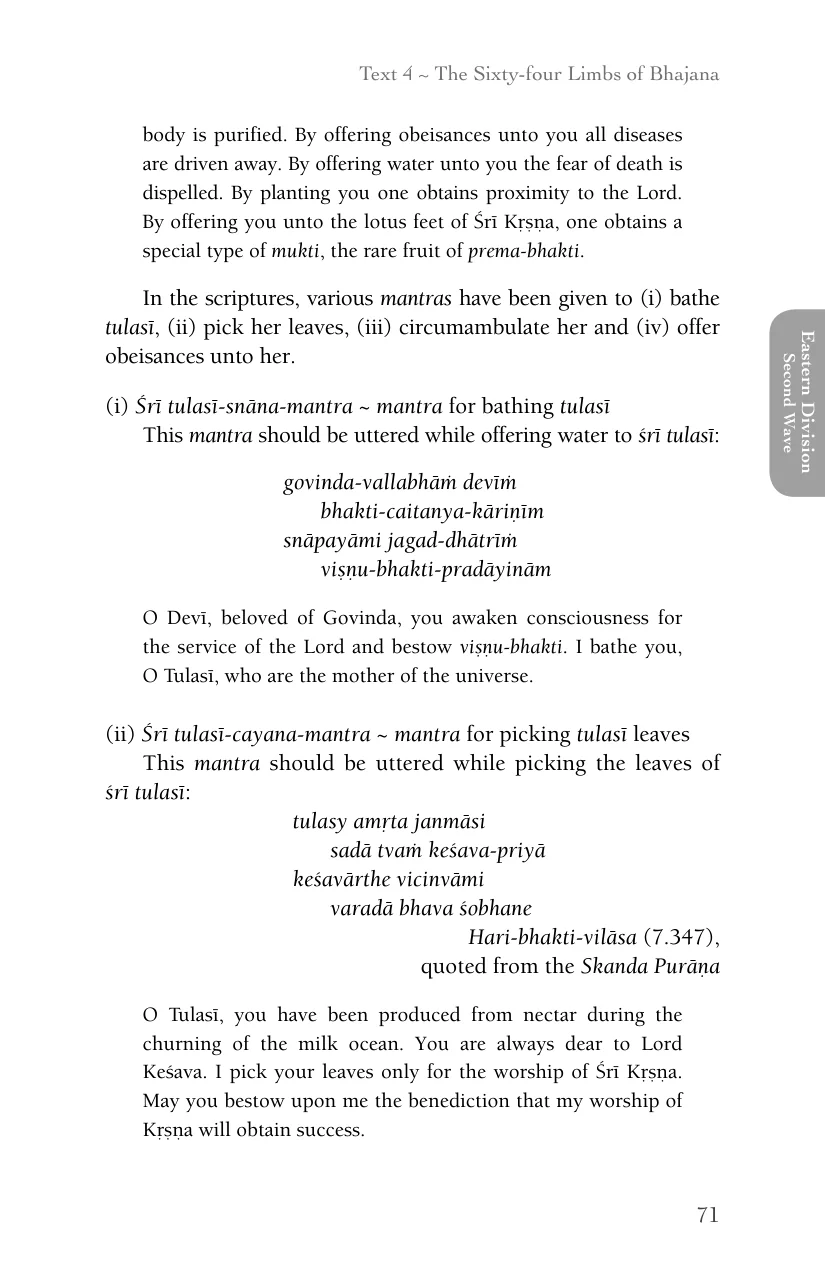 Text 4 ~ The Sixty-four Limbs of Bhajana
body is purified. By offering obeisances unto you all diseases
are driven away. By offering water unto you the fear of death is
dispelled. By planting you one obtains proximity to the Lord.
By offering you unto the lotus feet of Śrī Kṛṣṇa, one obtains a
special type of mukti, the rare fruit of prema-bhakti.
In the scriptures, various mantras have been given to (i) bathe
tulasī, (ii) pick her leaves, (iii) circumambulate her and (iv) offer
obeisances unto her.
(i) Śrī tulasī-snāna-mantra ~ mantra for bathing tulasī
This mantra should be uttered while offering water to śrī tulasī:
govinda-vallabhāṁ devīṁ
bhakti-caitanya-kāriṇīm
snāpayāmi jagad-dhātrīṁ
viṣṇu-bhakti-pradāyinām
O Devī, beloved of Govinda, you awaken consciousness for
the service of the Lord and bestow viṣṇu-bhakti. I bathe you,
O Tulasī, who are the mother of the universe.
(ii) Śrī tulasī-cayana-mantra ~ mantra for picking tulasī leaves
This mantra should be uttered while picking the leaves of
śrī tulasī:
tulasy amṛta janmāsi
sadā tvaṁ keśava-priyā
keśavārthe vicinvāmi
varadā bhava śobhane
Hari-bhakti-vilāsa (7.347),
quoted from the Skanda Purāṇa
O Tulasī, you have been produced from nectar during the
churning of the milk ocean. You are always dear to Lord
Keśava. I pick your leaves only for the worship of Śrī Kṛṣṇa.
May you bestow upon me the benediction that my worship of
Kṛṣṇa will obtain success.
Eastern Division
Second Wave
71